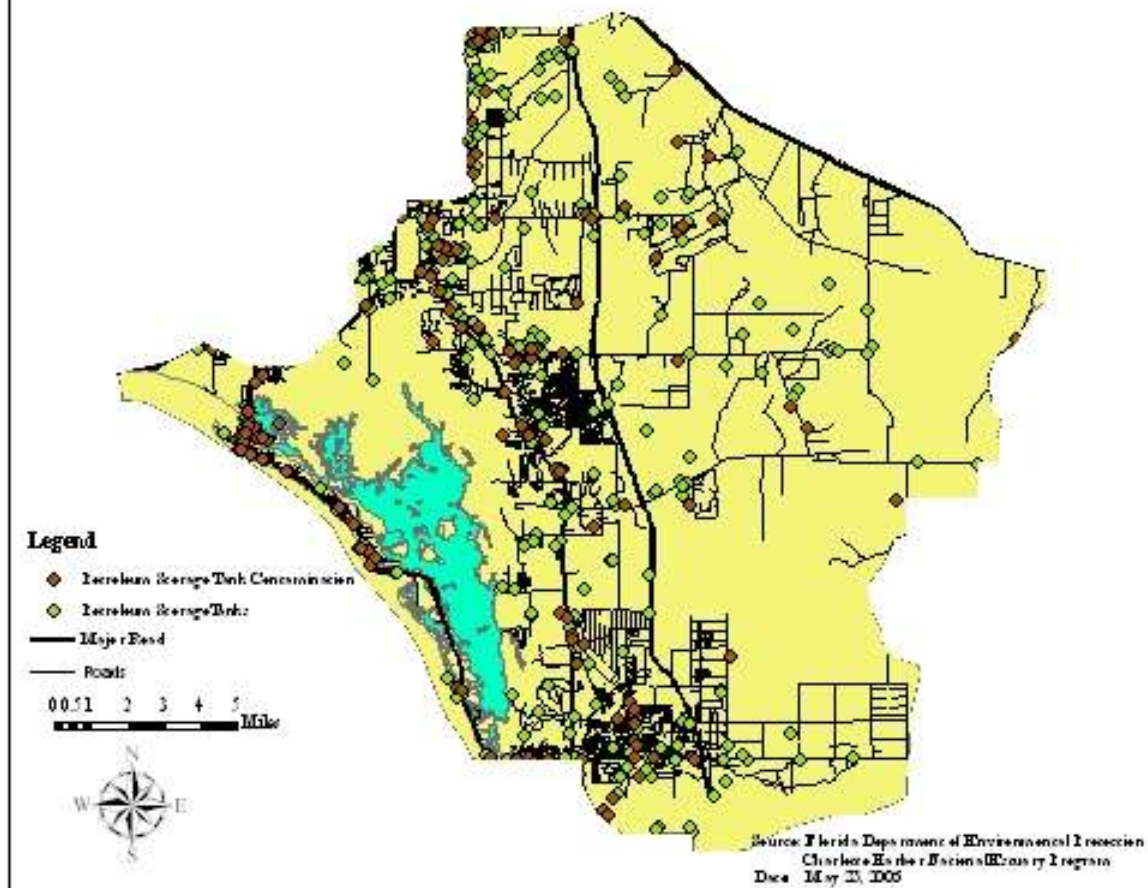 Legend
Petroleum Storage Tank Contamination
Petroleum Storage Tanks
Major Road
Roads
0 0.5 1 2 3 4 5
Miles
N
W E
S
Source: Florida Department of Environmental Protection
Charlotte Harbor National Estuary Program
Date: May 23,